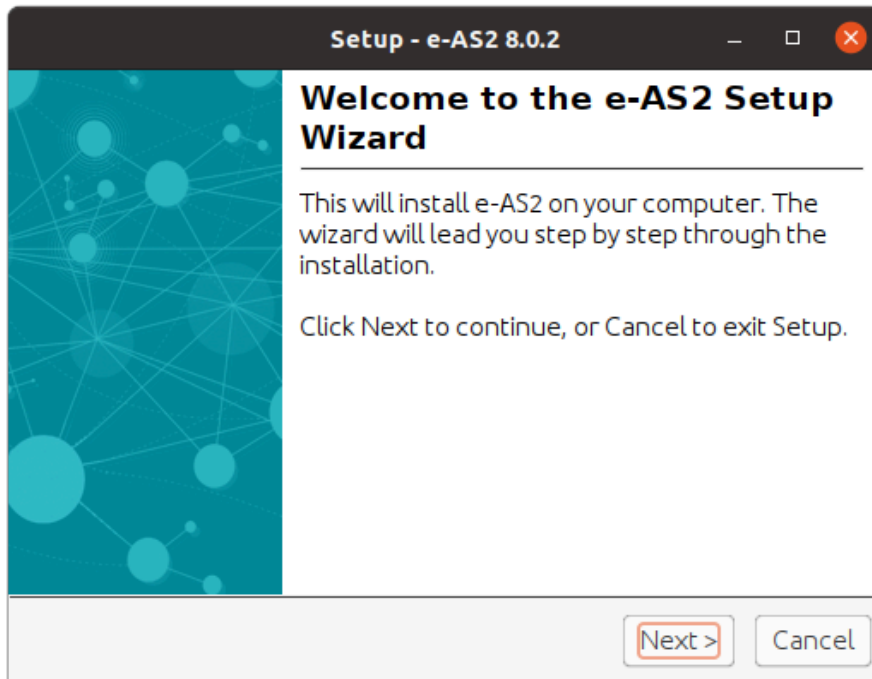 Setup - e-AS2 8.0.2
Welcome to the e-AS2 Setup
Wizard
This will install e-AS2 on your computer. The
wizard will lead you step by step through the
installation.
Click Next to continue, or Cancel to exit Setup.
Next >
Cancel